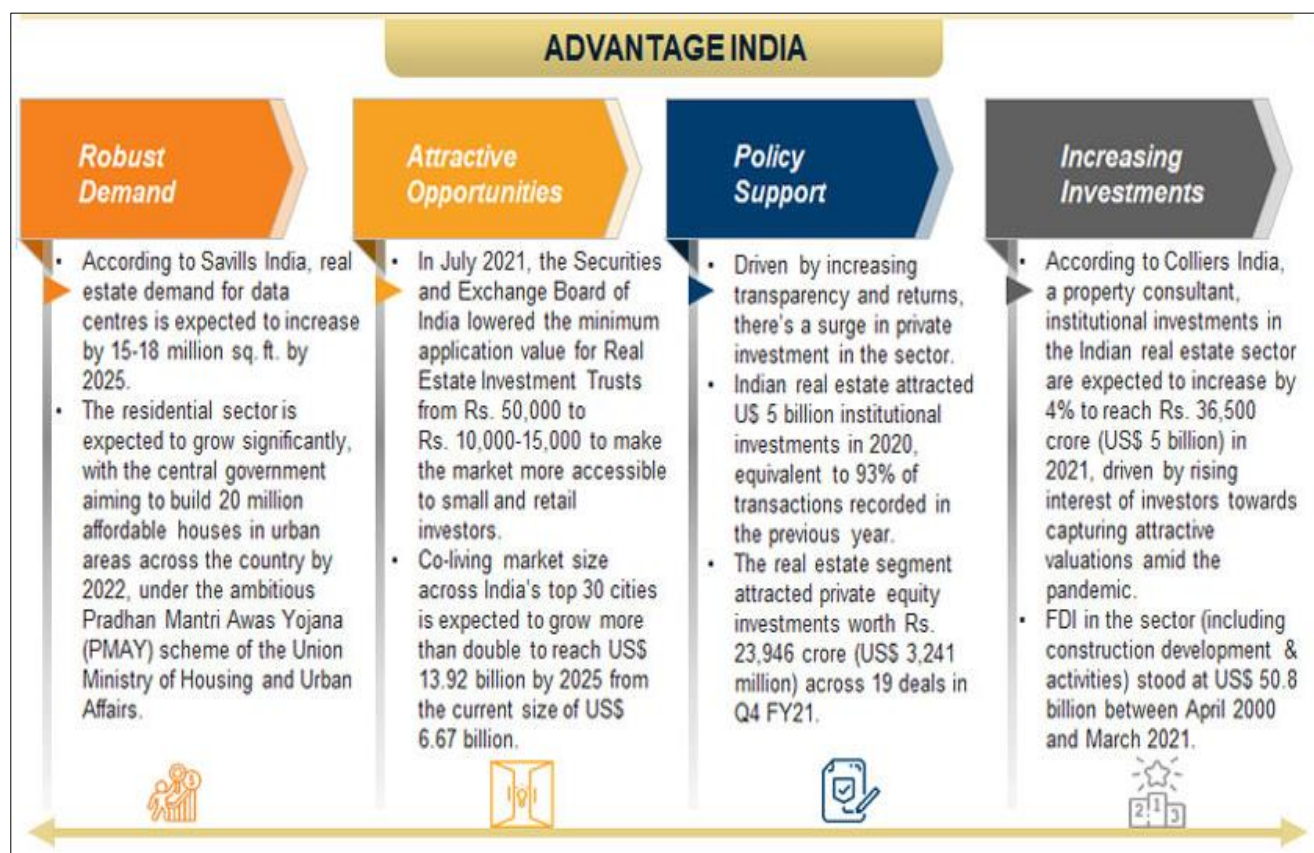 ADVANTAGE INDIA
Robust
Demand
• According to Savills India, real
estate demand for data
centres is expected to increase
by 15-18 million sq. ft. by
2025.
• The residential sector is
expected to grow significantly,
with the central government
aiming to build 20 million
affordable houses in urban
areas across the country by
2022, under the ambitious
Pradhan Mantri Awas Yojana
(PMAY) scheme of the Union
Ministry of Housing and Urban
Affairs.
Attractive
Opportunities
• In July 2021, the Securities
and Exchange Board of
India lowered the minimum
application value for Real
Estate Investment Trusts
from Rs. 50,000 to
Rs. 10,000-15,000 to make
the market more accessible
to small and retail
investors.
• Co-living market size
across India's top 30 cities
is expected to grow more
than double to reach US$
13.92 billion by 2025 from
the current size of US$
6.67 billion.
Policy
Support
• Driven by increasing
transparency and returns,
there's a surge in private
investment in the sector.
• Indian real estate attracted
U$ 5 billion institutional
investments in 2020,
equivalent to 93% of
transactions recorded in
the previous year.
• The real estate segment
attracted private equity
investments worth Rs.
23,946 crore (US$ 3,241
million) across 19 deals in
Q4 FY21.
Increasing
Investments
• According to Colliers India,
a property consultant,
institutional investments in
the Indian real estate sector
are expected to increase by
4% to reach Rs. 36,500
crore (US$ 5 billion) in
2021, driven by rising
interest of investors towards
capturing attractive
valuations amid the
pandemic.
• FDI in the sector (including
construction development &
activities) stood at US$ 50.8
billion between April 2000
and March 2021.
$
2 1 3